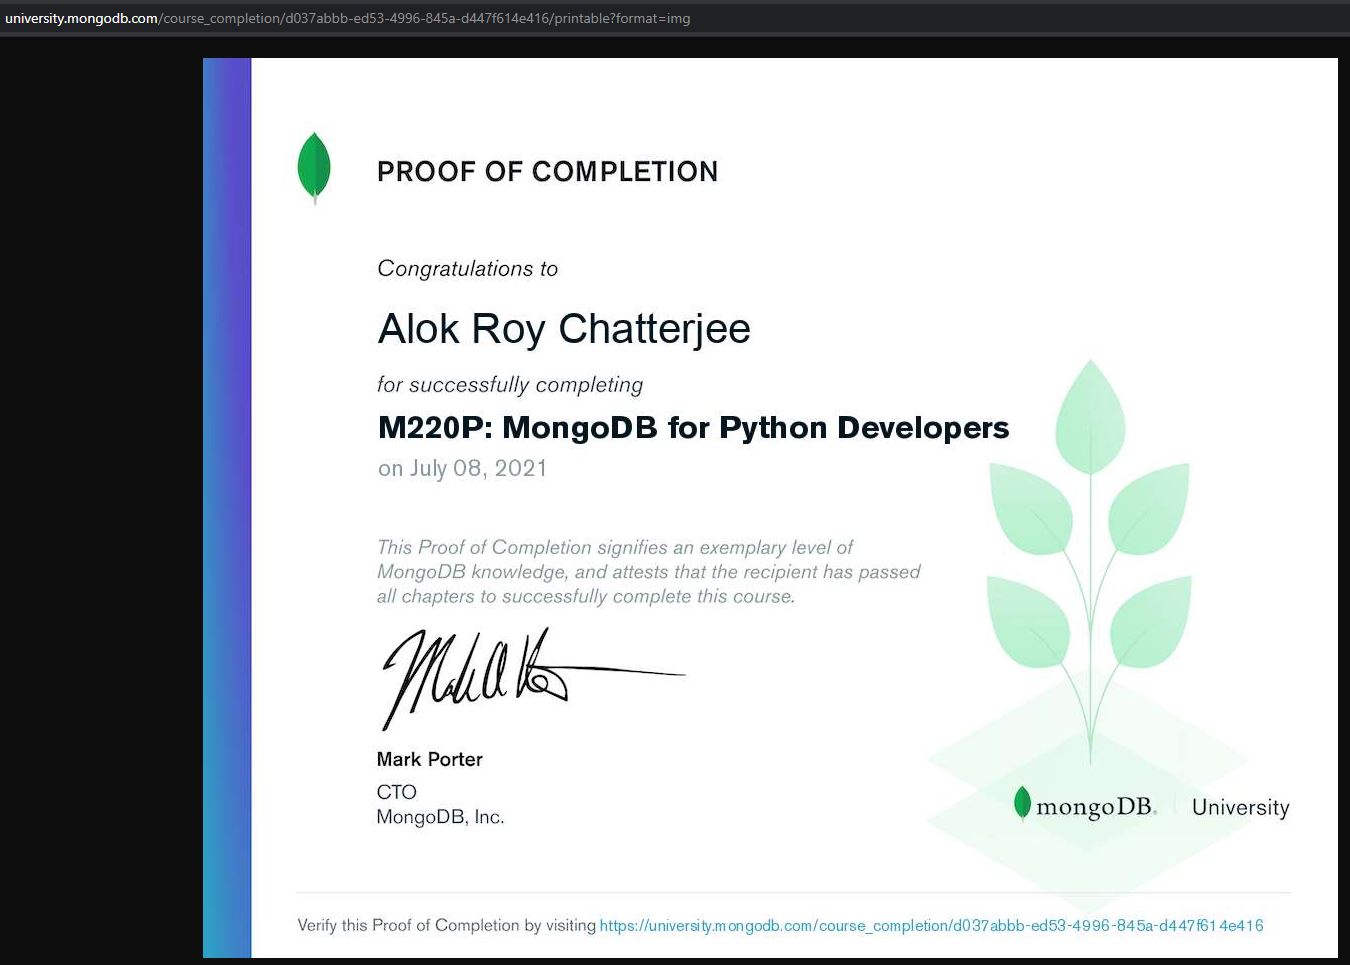 university.mongodb.com/course_completion/d037abbb-ed53-4996-845a-d447f614e416/printable?format=img
PROOF OF COMPLETION
Congratulations to
Alok Roy Chatterjee
for successfully completing
M220P: MongoDB for Python Developers
on July 08, 2021
This Proof of Completion signifies an exemplary level of
MongoDB knowledge, and attests that the recipient has passed
all chapters to successfully complete this course.
Mark Porter
CTO
MongoDB, Inc.
mongoDB. University
Verify this Proof of Completion by visiting https://university.mongodb.com/course_completion/d037abbb-ed53-4996-845a-d447f614e416